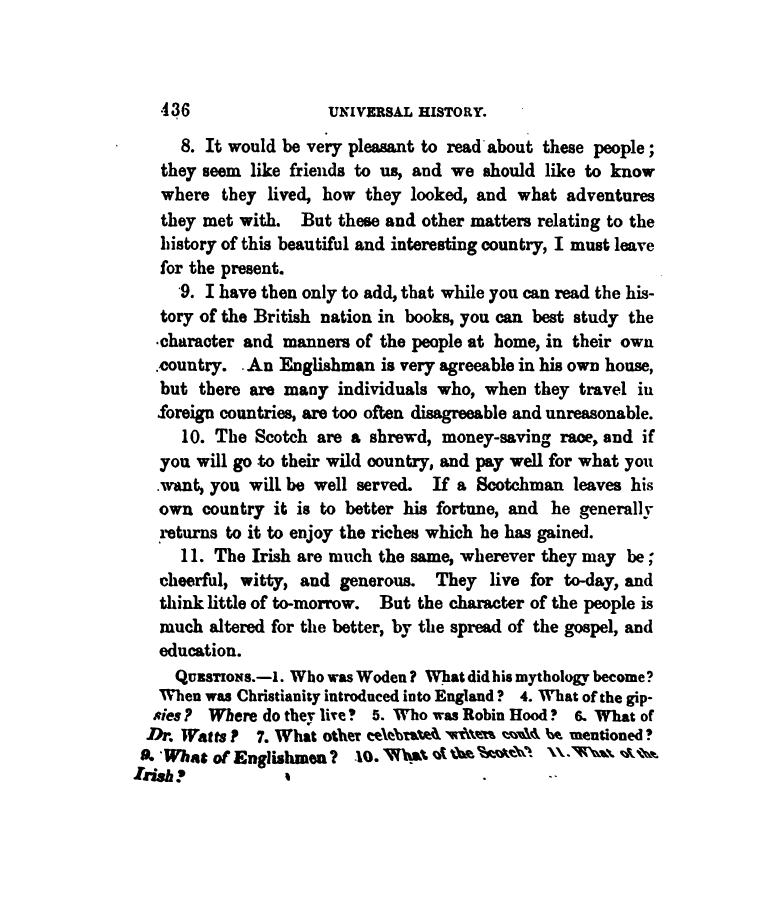 436 UNIVERSAL HISTORY.
8. It would be very pleasant to read about these people;
they seem like friends to us, and we should like to know
where they lived, how they looked, and what adventures
they met with. But these and other matters relating to the
history of this beautiful and interesting country, I must leave
for the present.
9. I have then only to add, that while you can read the his-
tory of the British nation in books, you can best study the
character and manners of the people at home, in their own
country. An Englishman is very agreeable in his own house,
but there are many individuals who, when they travel in
foreign countries, are too often disagreeable and unreasonable.
10. The Scotch are a shrewd, money-saving race, and if
you will go to their wild country, and pay well for what you
want, you will be well served. If a Scotchman leaves his
own country it is to better his fortune, and he generally
returns to it to enjoy the riches which he has gained.
11. The Irish are much the same, wherever they may be;
cheerful, witty, and generous. They live for to-day, and
think little of to-morrow. But the character of the people is
much altered for the better, by the spread of the gospel, and
education.
QUESTIONS.—1. Who was Woden? What did his mythology become?
When was Christianity introduced into England? 4. What of the gip-
sies? Where do they live? 5. Who was Robin Hood? 6. What of
Dr. Watts? 7. What other celebrated writers could be mentioned?
9. What of Englishmen? 10. What of the Scotch? 11. What of the
Irish?